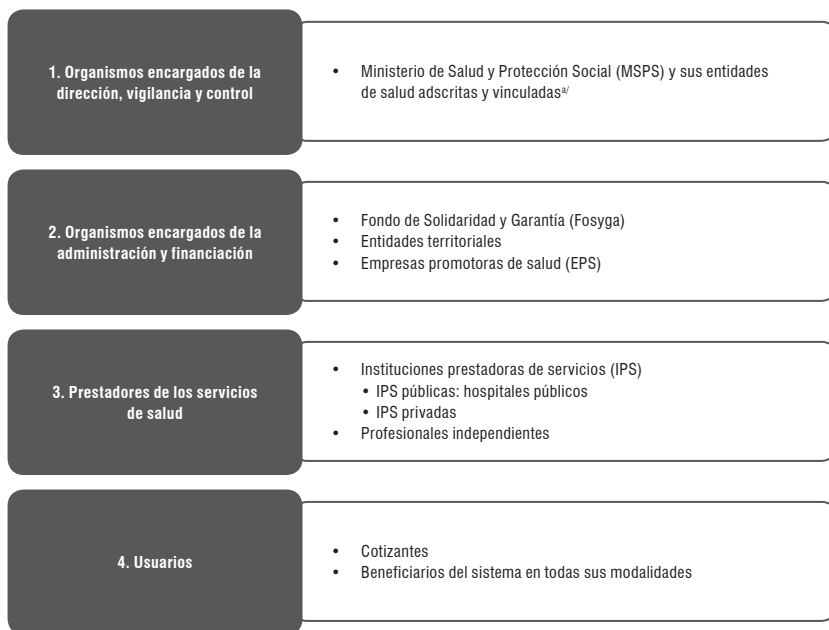 1. Organismos encargados de la
dirección, vigilancia y control
• Ministerio de Salud y Protección Social (MSPS) y sus entidades
de salud adscritas y vinculadas a/
2. Organismos encargados de la
administración y financiación
• Fondo de Solidaridad y Garantía (Fosyga)
• Entidades territoriales
• Empresas promotoras de salud (EPS)
3. Prestadores de los servicios
de salud
• Instituciones prestadoras de servicios (IPS)
• IPS públicas: hospitales públicos
• IPS privadas
• Profesionales independientes
4. Usuarios
• Cotizantes
• Beneficiarios del sistema en todas sus modalidades